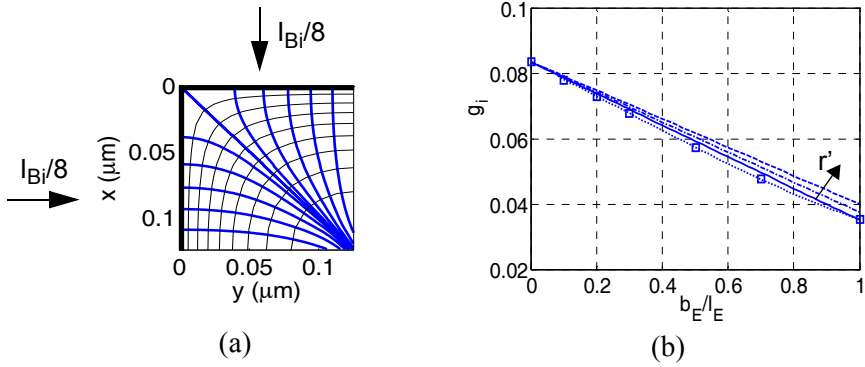 I_Bi/8
I_Bi/8
0
0.05
0.1
x (μm)
0
0.05
0.1
y (μm)
(a)
0.1
0.08
0.06
0.04
0.02
g_i
r'
0
0.2
0.4
0.6
0.8
1
b_E/l_E
(b)